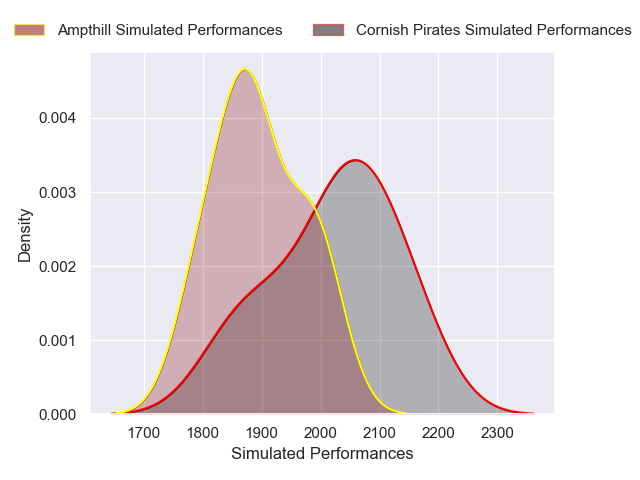 Ampthill Simulated Performances Cornish Pirates Simulated Performances
0.004
0.003
0.002
0.001
0.000
Density
1700 1800 1900 2000 2100 2200 2300
Simulated Performances